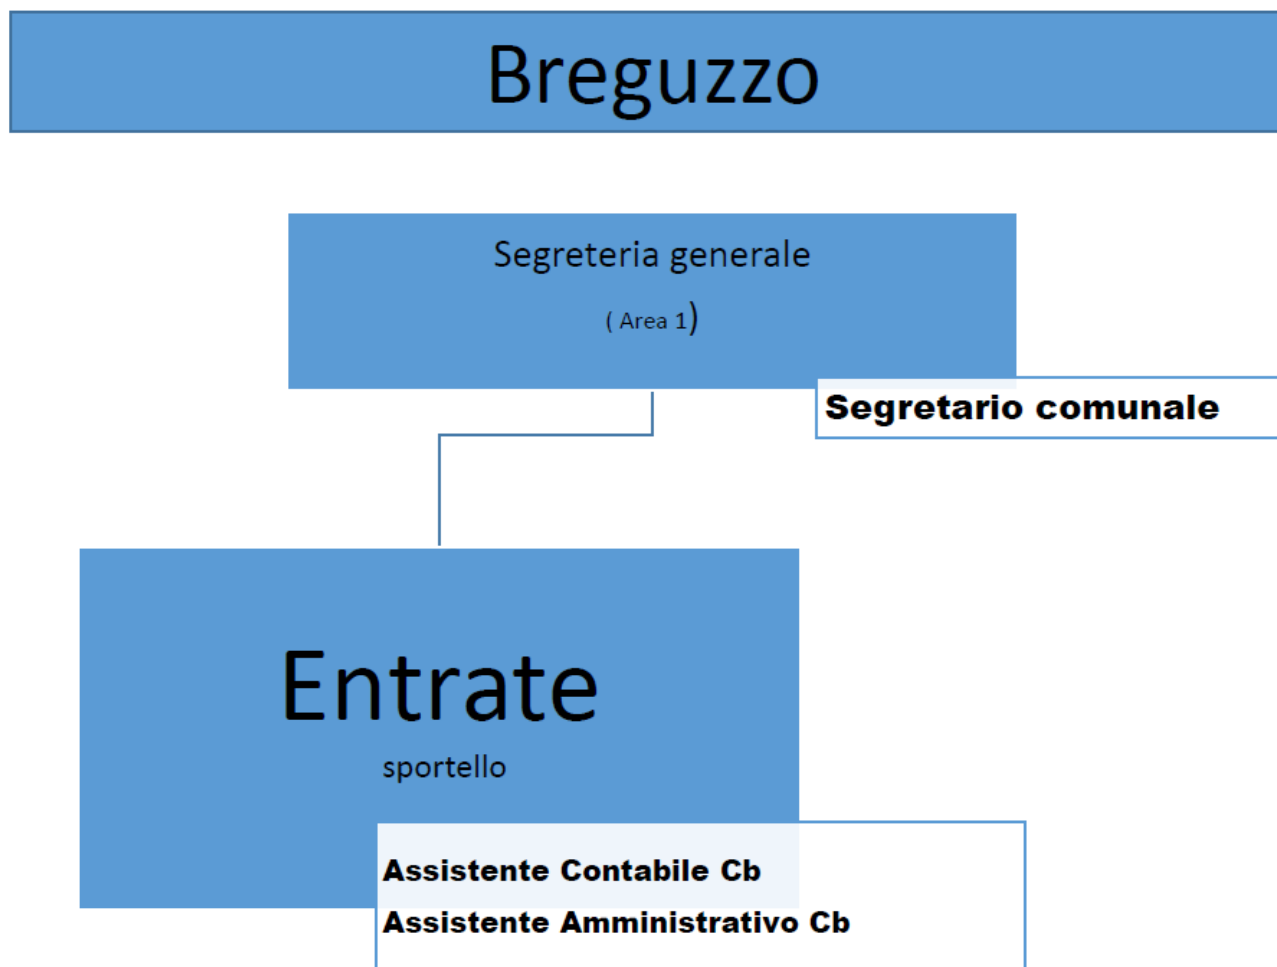 Breguzzo
Segreteria generale
( Area 1)
Segretario comunale
Entrate
sportello
Assistente Contabile Cb
Assistente Amministrativo Cb